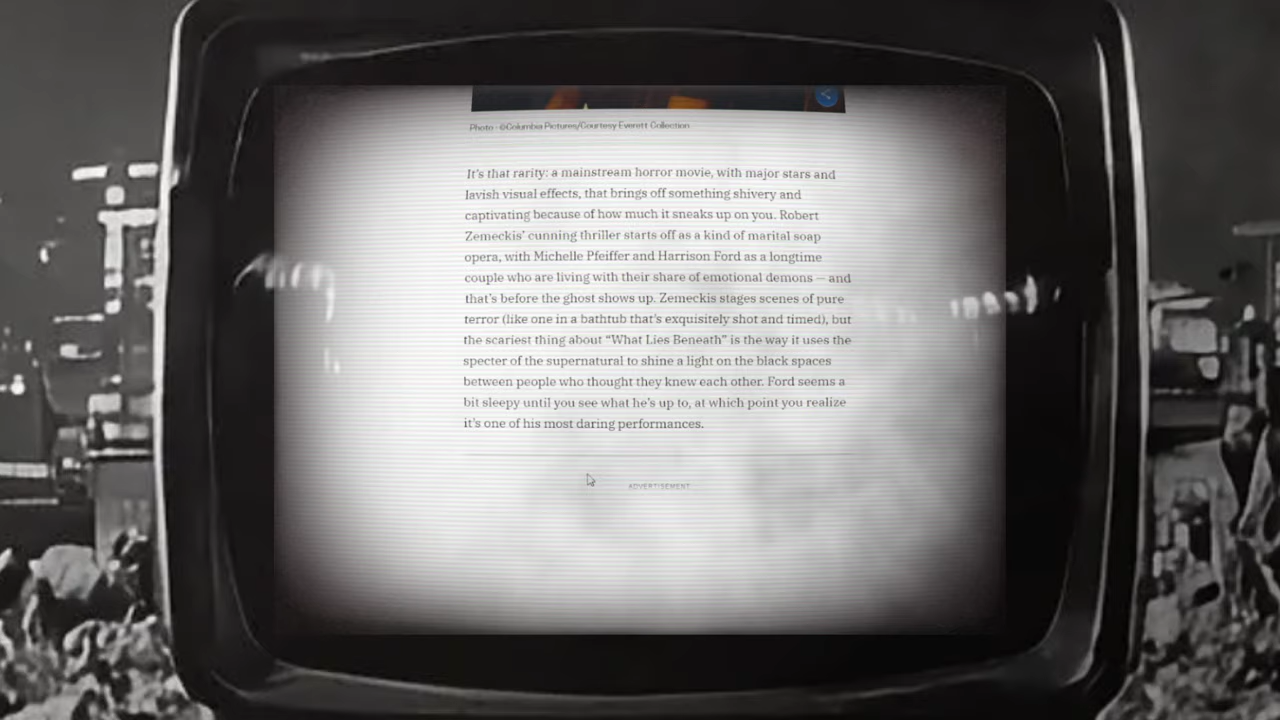 Photo : ©Columbia Pictures/Courtesy Everett Collection
It's that rarity: a mainstream horror movie, with major stars and
lavish visual effects, that brings off something shivery and
captivating because of how much it sneaks up on you. Robert
Zemeckis' cunning thriller starts off as a kind of marital soap
opera, with Michelle Pfeiffer and Harrison Ford as a longtime
couple who are living with their share of emotional demons — and
that's before the ghost shows up. Zemeckis stages scenes of pure
terror (like one in a bathtub that's exquisitely shot and timed), but
the scariest thing about “What Lies Beneath” is the way it uses the
specter of the supernatural to shine a light on the black spaces
between people who thought they knew each other. Ford seems a
bit sleepy until you see what he's up to, at which point you realize
it's one of his most daring performances.
ADVERTISEMENT